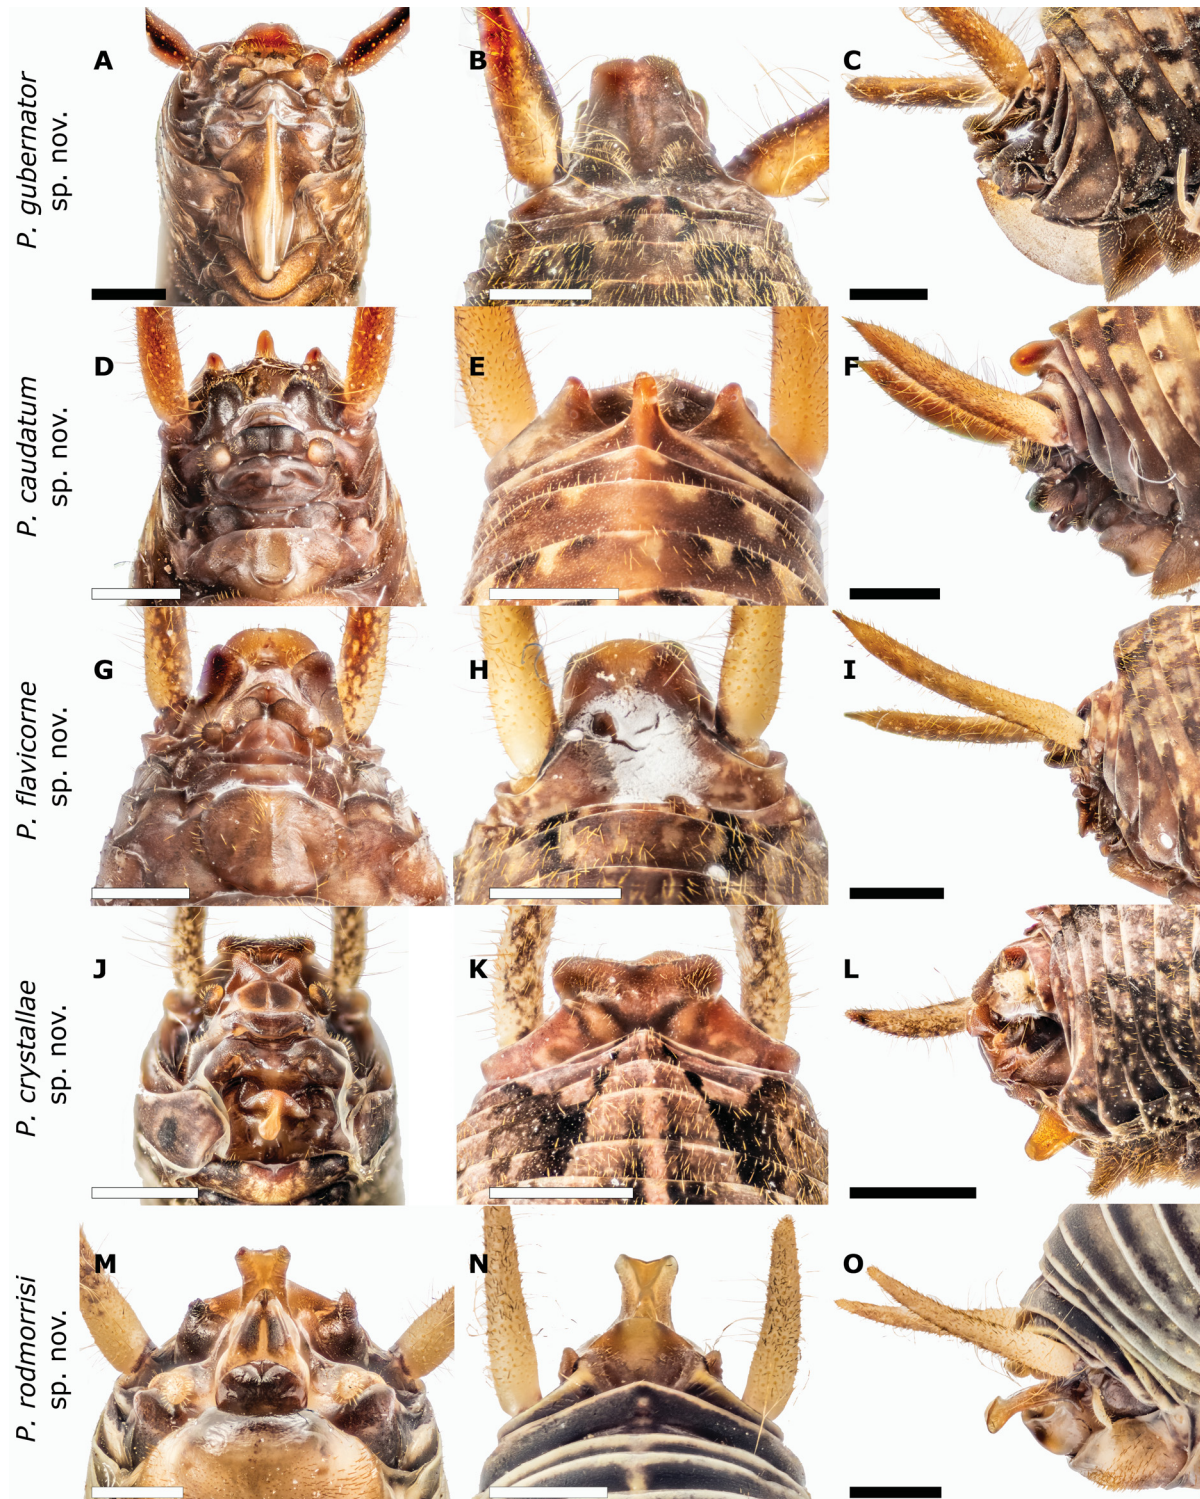 P. gubernator
sp. nov.
A
B
C
P. caudatum
sp. nov.
D
E
F
P. flavicorne
sp. nov.
G
H
I
P. crystallae
sp. nov.
J
K
L
P. rodmorrisi
sp. nov.
M
N
O